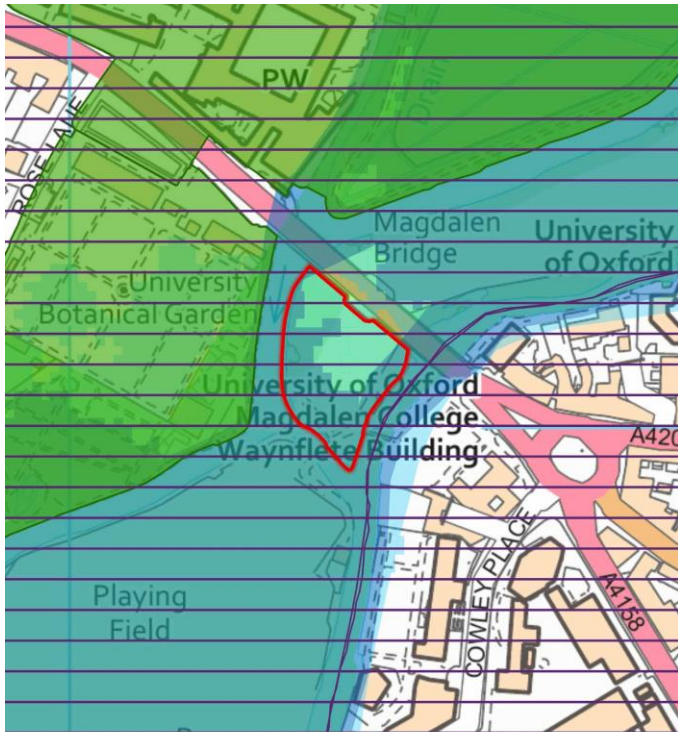 PW
Drain
ROSE LANE
Magdalen
Bridge
University
of Oxford
University
Botanical Garden
University of Oxford
Magdalen College
Waynflete Building
A420
COWLEY PLACE
A4158
Playing
Field